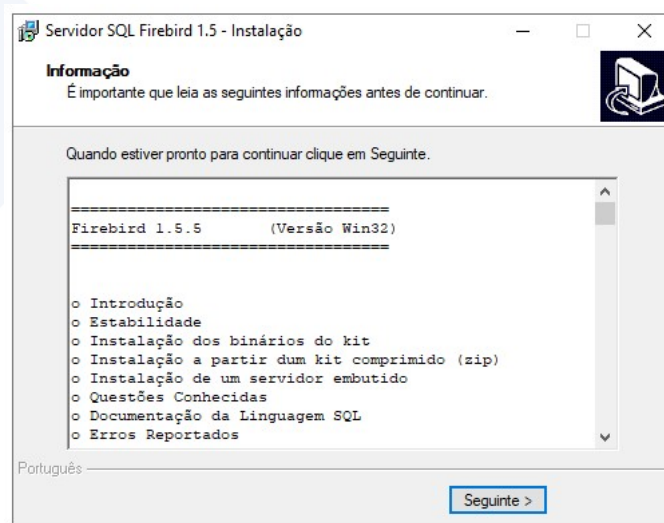 Servidor SQL Firebird 1.5 - Instalação
Informação
É importante que leia as seguintes informações antes de continuar.
Quando estiver pronto para continuar clique em Seguinte.
==================================
Firebird 1.5.5 (Versão Win32)
==================================
o Introdução
o Estabilidade
o Instalação dos binários do kit
o Instalação a partir dum kit comprimido (zip)
o Instalação de um servidor embutido
o Questões Conhecidas
o Documentação da Linguagem SQL
o Erros Reportados
Português
Seguinte >